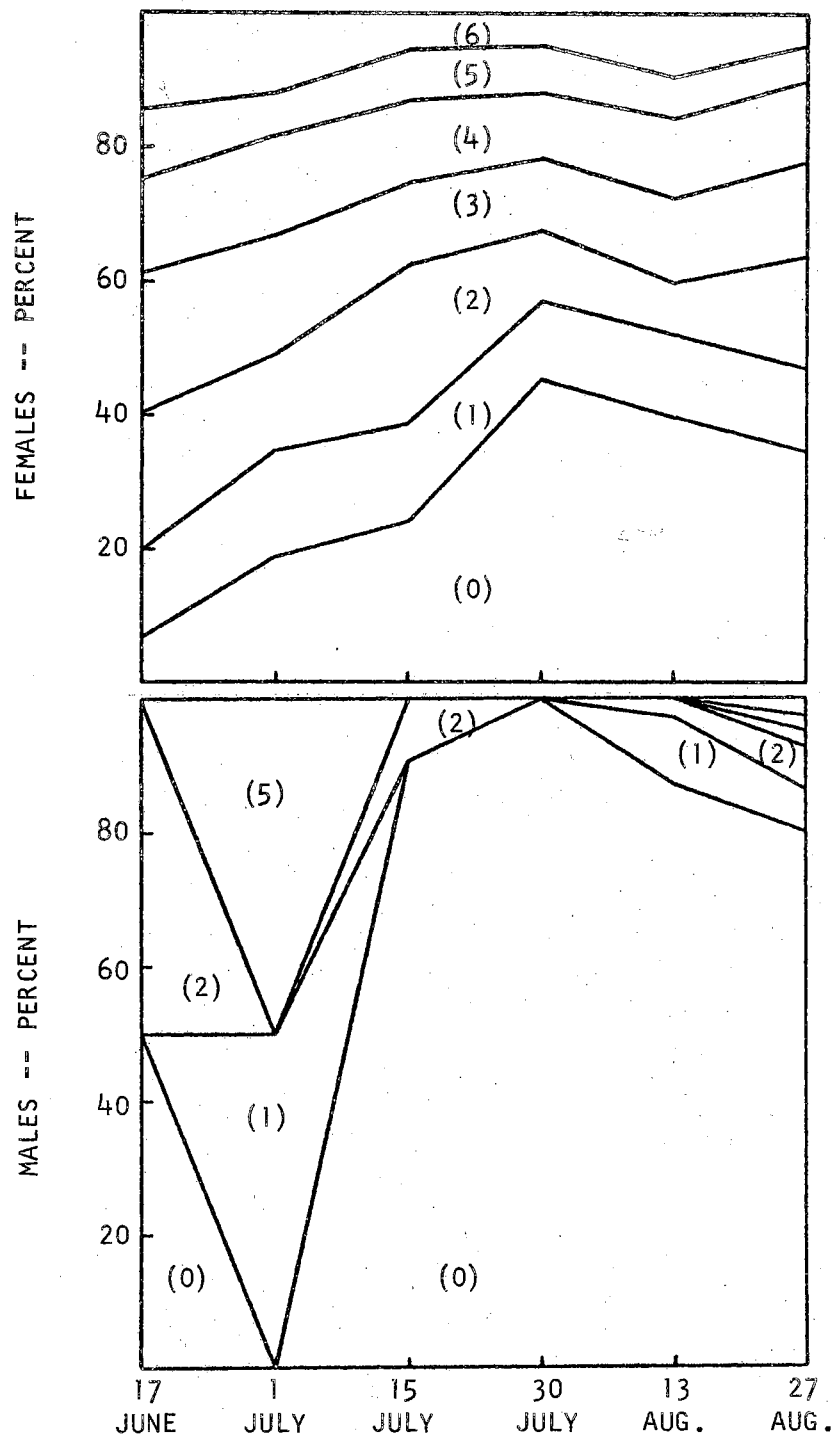 FEMALES -- PERCENT
80
60
40
20
(6)
(5)
(4)
(3)
(2)
(1)
(0)
MALES -- PERCENT
80
60
40
20
(5)
(2)
(1)
(0)
(2)
(0)
(1)
(2)
17 JUNE
1 JULY
15 JULY
30 JULY
13 AUG.
27 AUG.